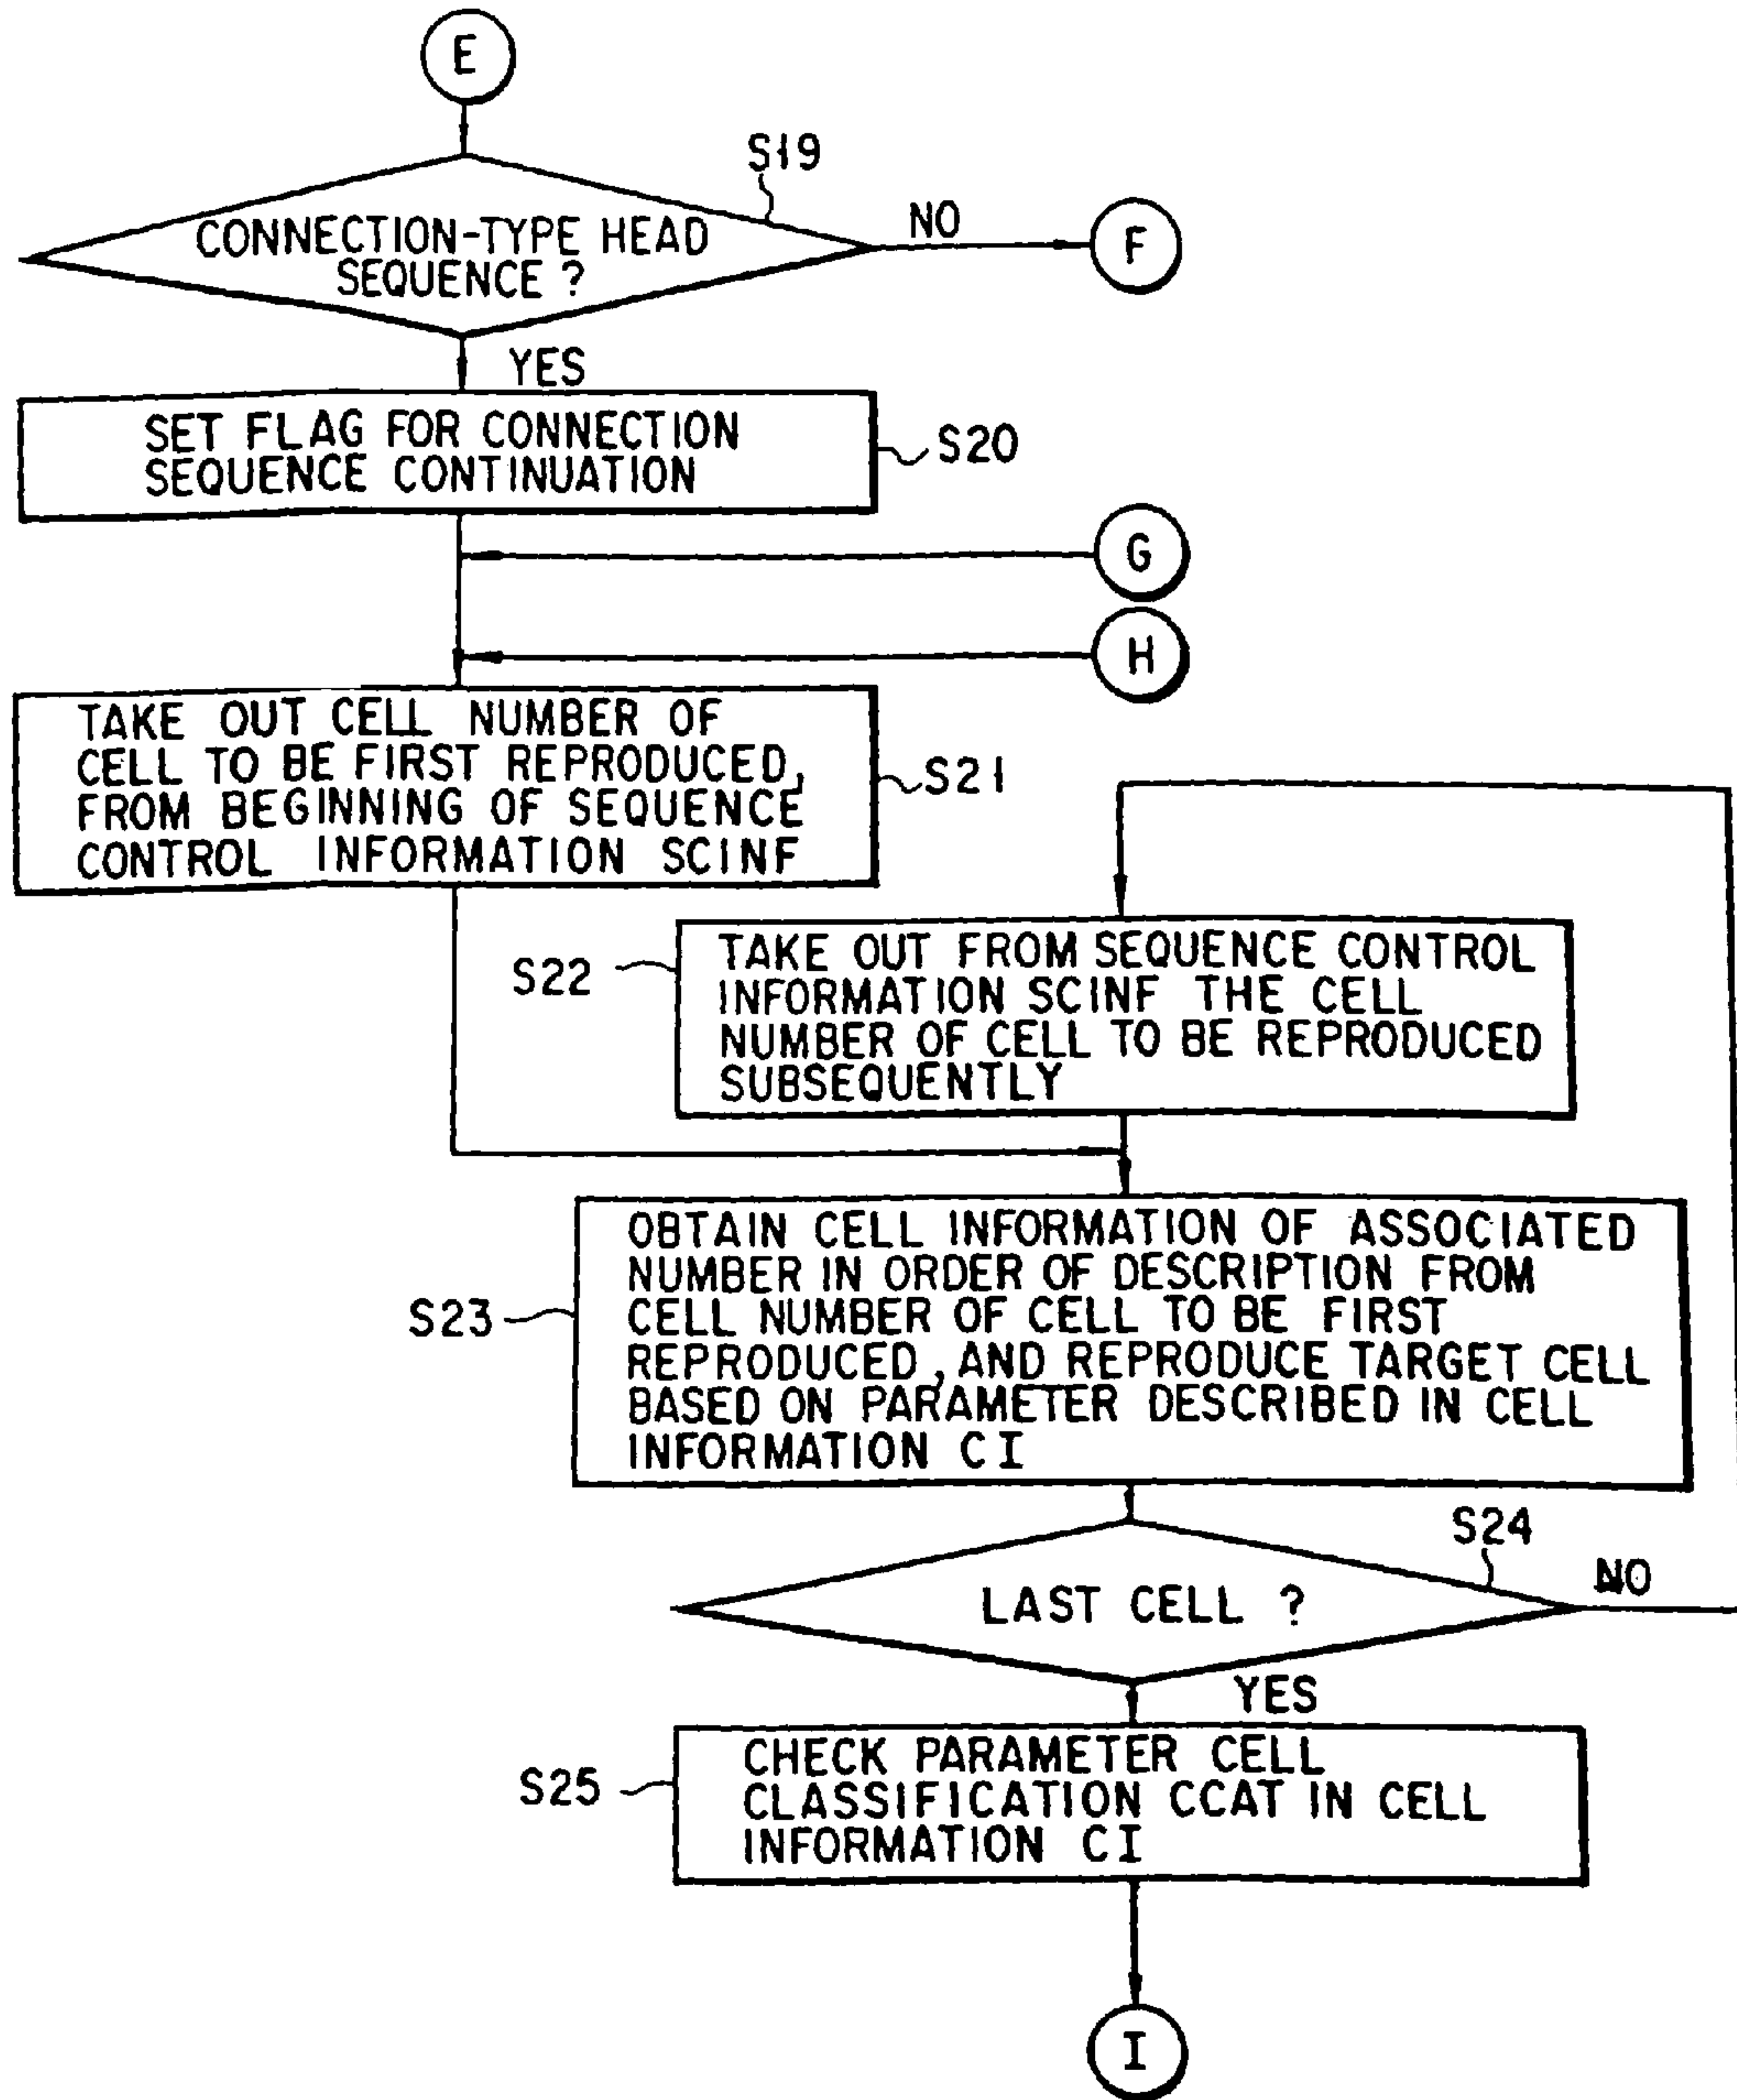 E
S19
CONNECTION-TYPE HEAD
SEQUENCE ?
NO
F
YES
SET FLAG FOR CONNECTION
SEQUENCE CONTINUATION
S20
G
H
TAKE OUT CELL NUMBER OF
CELL TO BE FIRST REPRODUCED,
FROM BEGINNING OF SEQUENCE
CONTROL INFORMATION SCINF
S21
S22
TAKE OUT FROM SEQUENCE CONTROL
INFORMATION SCINF THE CELL
NUMBER OF CELL TO BE REPRODUCED
SUBSEQUENTLY
S23
OBTAIN CELL INFORMATION OF ASSOCIATED
NUMBER IN ORDER OF DESCRIPTION FROM
CELL NUMBER OF CELL TO BE FIRST
REPRODUCED, AND REPRODUCE TARGET CELL
BASED ON PARAMETER DESCRIBED IN CELL
INFORMATION CI
S24
LAST CELL ?
NO
YES
S25
CHECK PARAMETER CELL
CLASSIFICATION CCAT IN CELL
INFORMATION CI
I